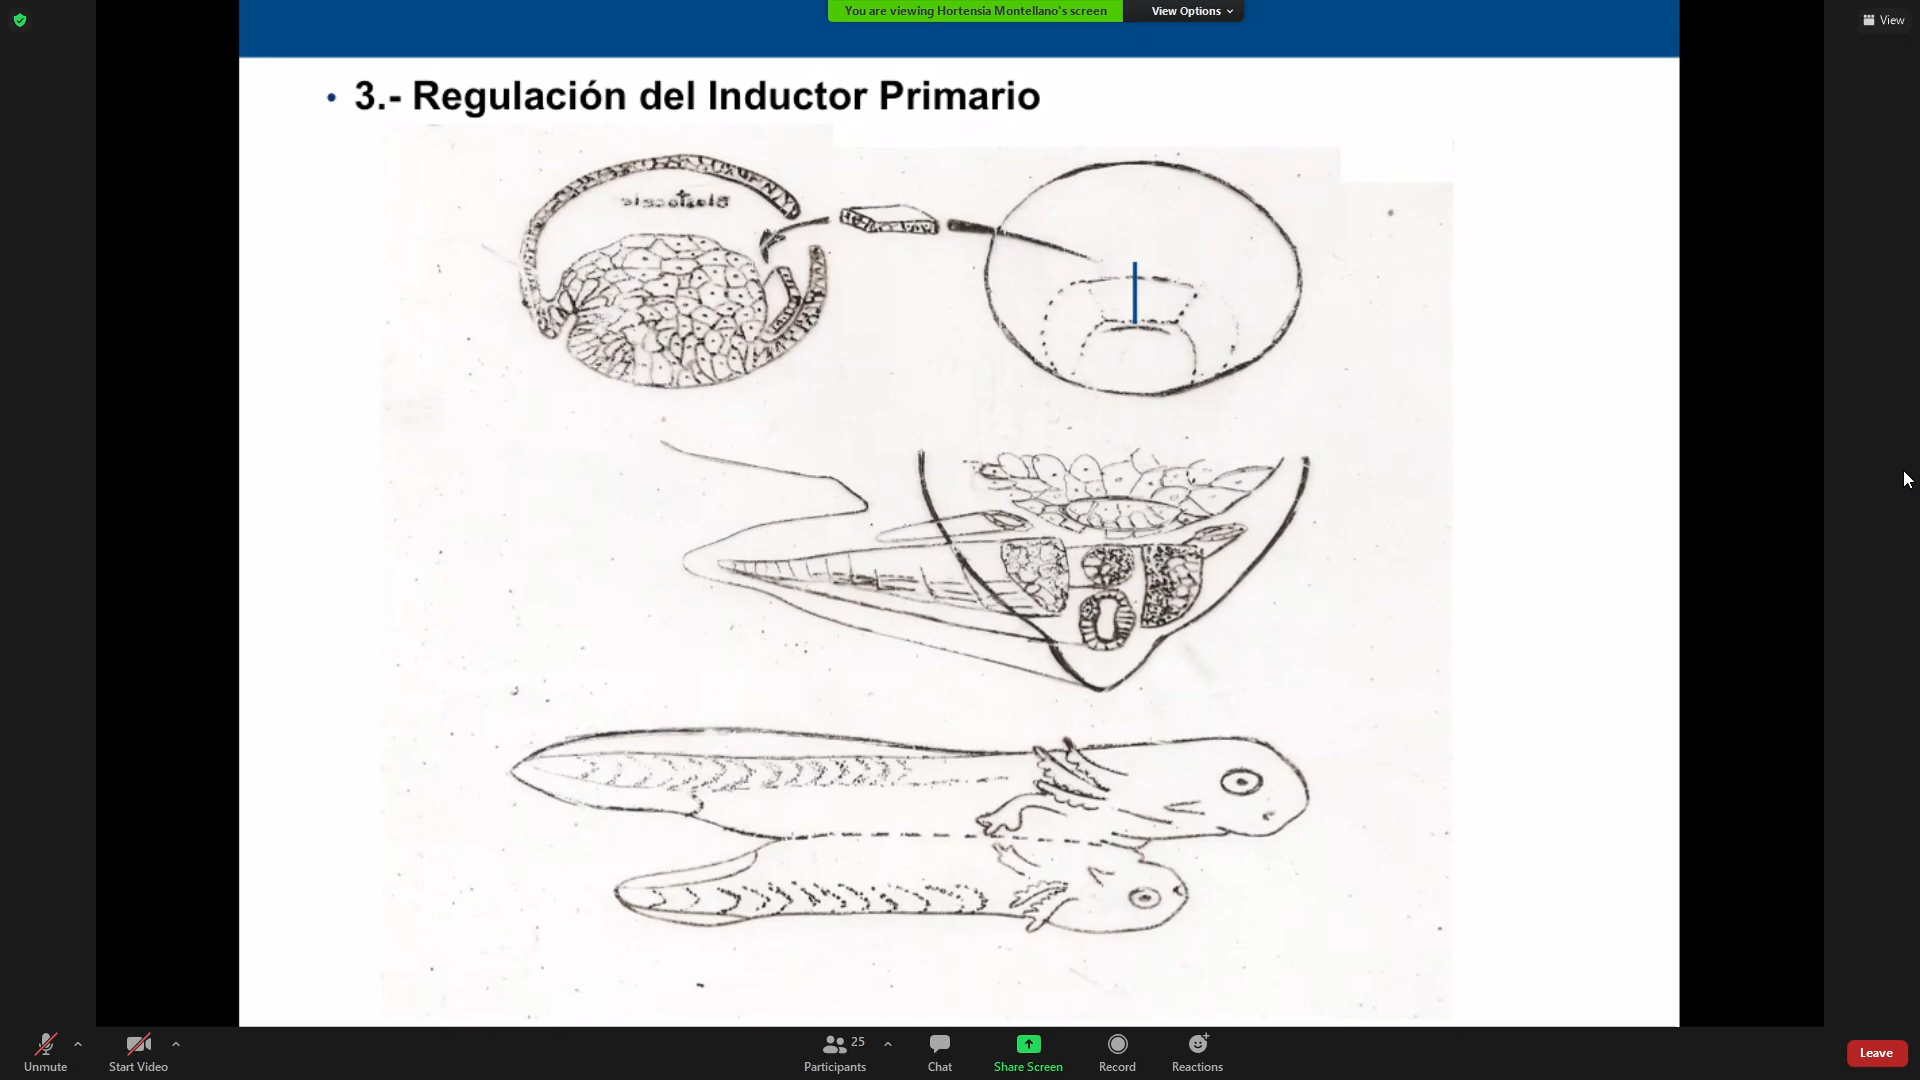 You are viewing Hortensia Montellano's screen
View Options
View
• 3.- Regulación del Inductor Primario
Unmute
Start Video
25
Participants
Chat
Share Screen
Record
Reactions
Leave